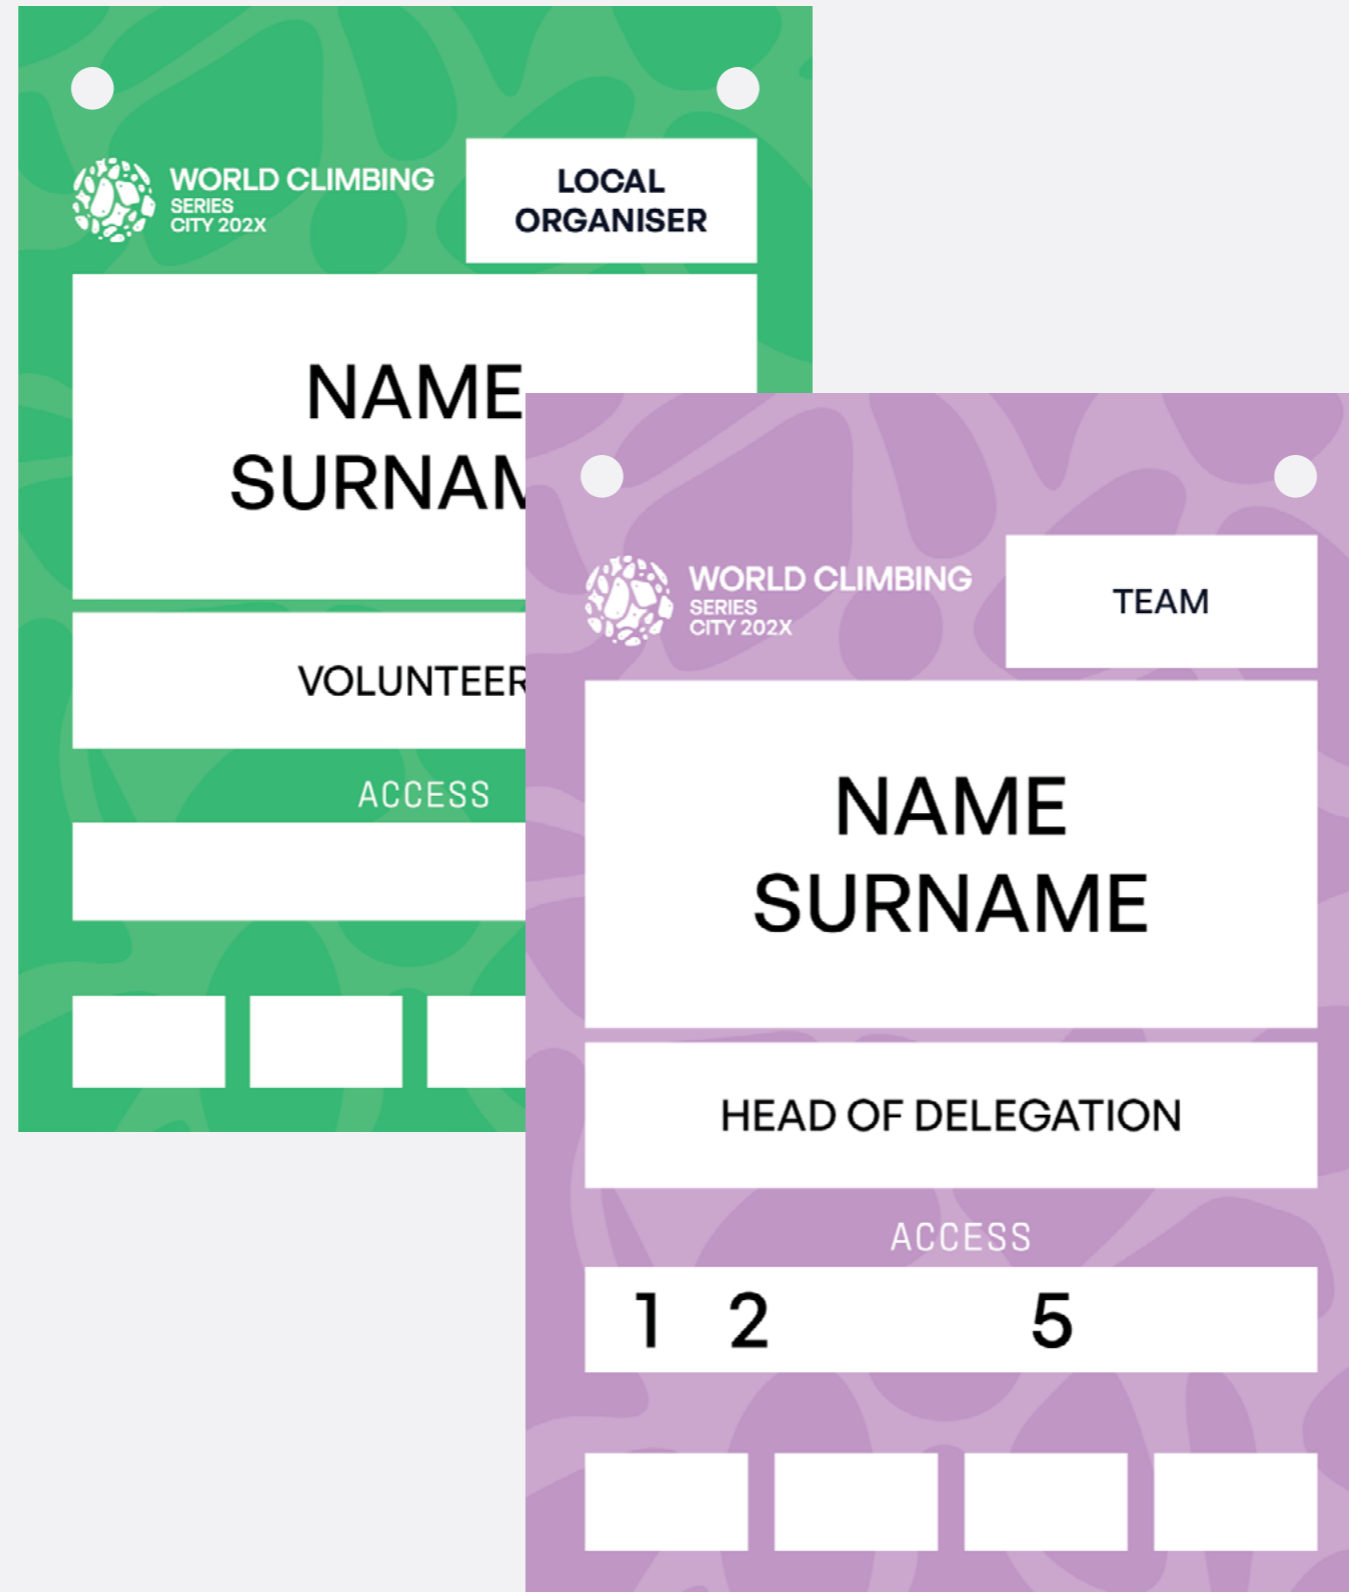 WORLD CLIMBING
SERIES
CITY 202X
LOCAL
ORGANISER
NAME
SURNAM
VOLUNTEER
ACCESS
WORLD CLIMBING
SERIES
CITY 202X
TEAM
NAME
SURNAME
HEAD OF DELEGATION
ACCESS
1 2 5